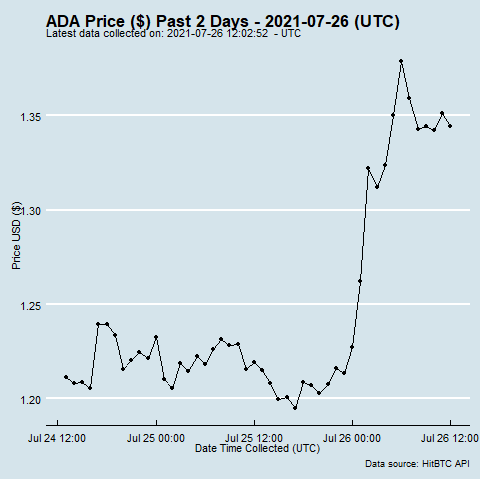 ADA Price ($) Past 2 Days - 2021-07-26 (UTC)
Latest data collected on: 2021-07-26 12:02:52 - UTC
Price USD ($)
1.35
1.30
1.25
1.20
Jul 24 12:00 Jul 25 00:00 Jul 25 12:00 Jul 26 00:00 Jul 26 12:00
Date Time Collected (UTC)
Data source: HitBTC API